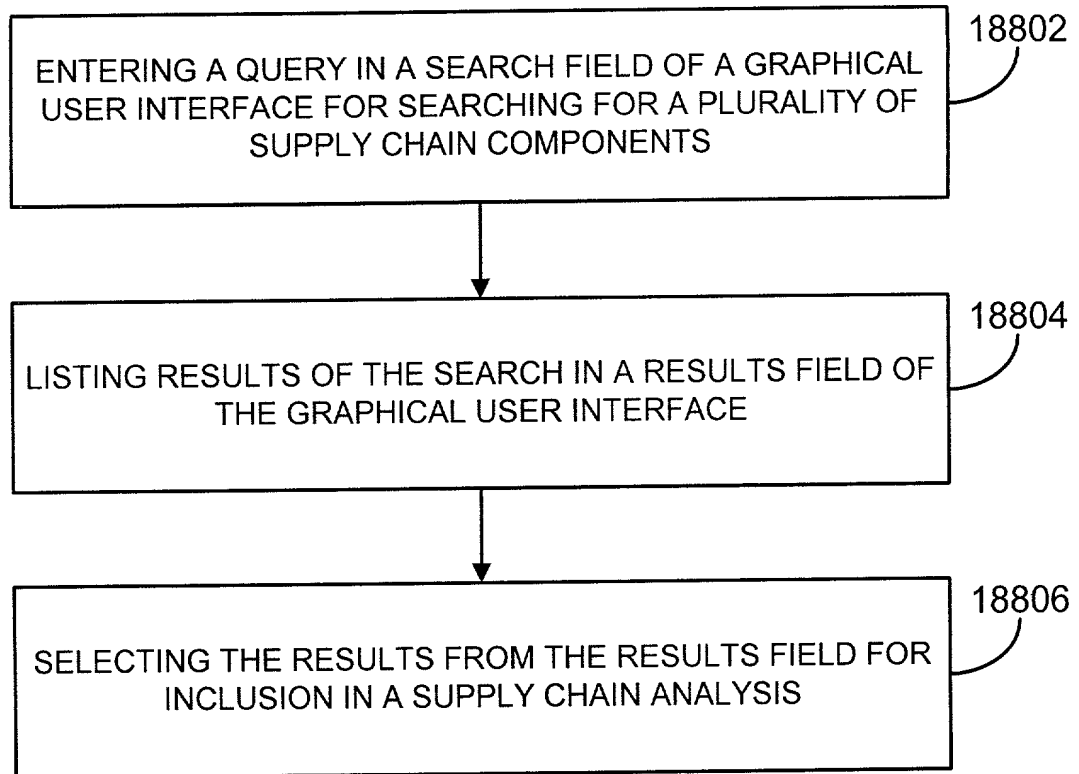 18802
ENTERING A QUERY IN A SEARCH FIELD OF A GRAPHICAL
USER INTERFACE FOR SEARCHING FOR A PLURALITY OF
SUPPLY CHAIN COMPONENTS
18804
LISTING RESULTS OF THE SEARCH IN A RESULTS FIELD OF
THE GRAPHICAL USER INTERFACE
18806
SELECTING THE RESULTS FROM THE RESULTS FIELD FOR
INCLUSION IN A SUPPLY CHAIN ANALYSIS